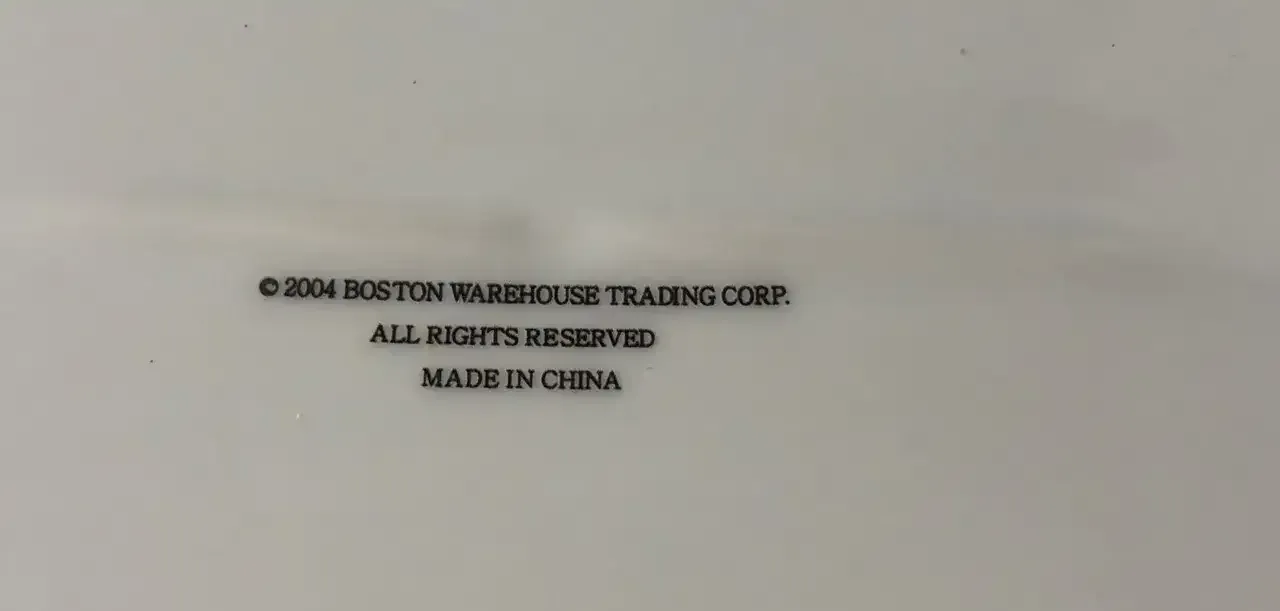 © 2004 BOSTON WAREHOUSE TRADING CORP.
ALL RIGHTS RESERVED
MADE IN CHINA